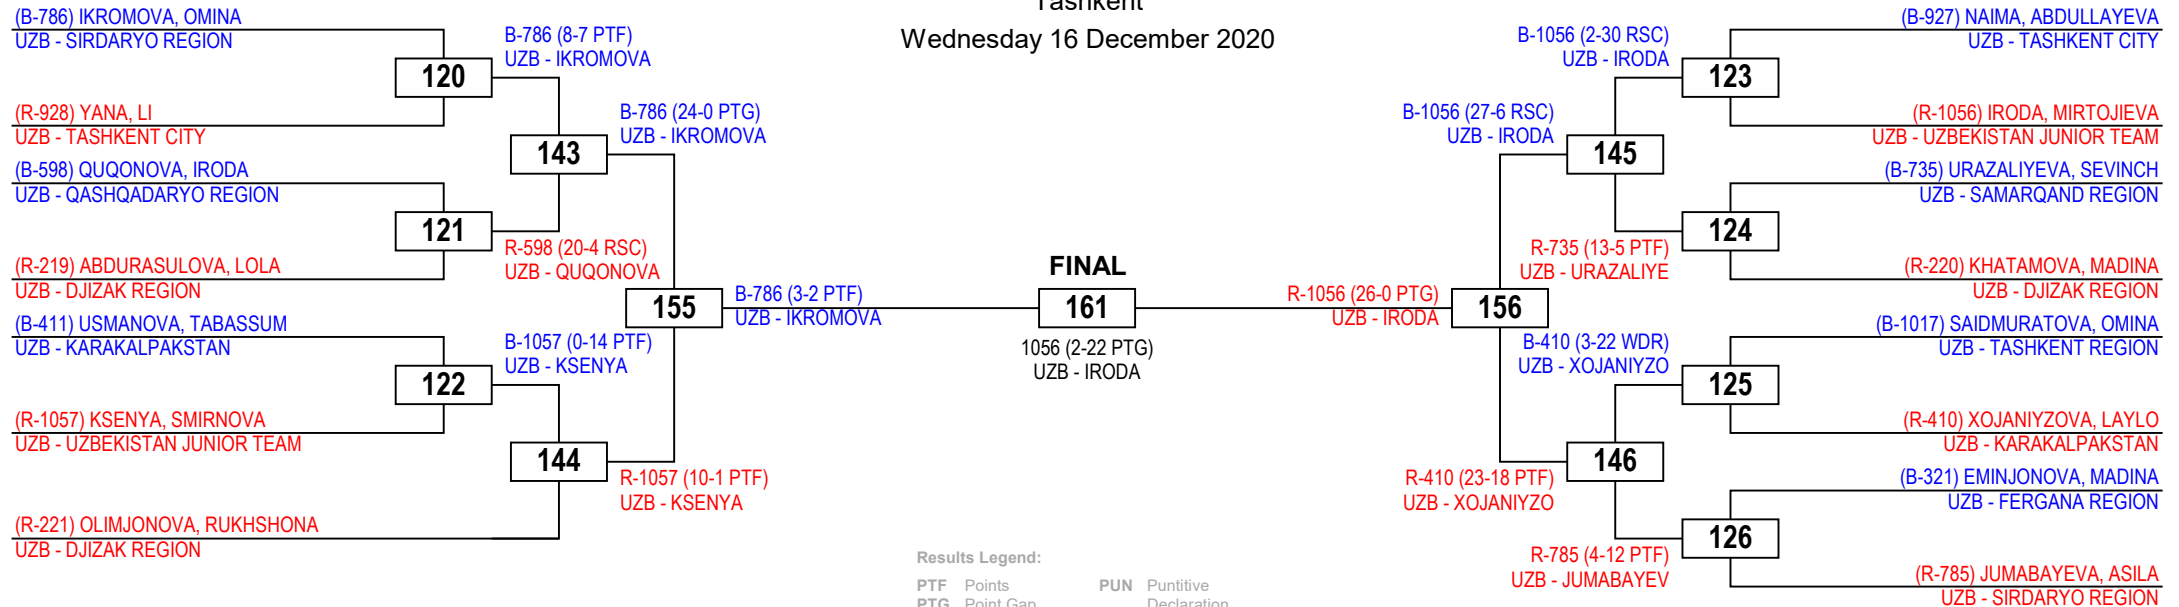 Tashkent
Wednesday 16 December 2020
(B-786) IKROMOVA, OMINA
UZB - SIRDARYO REGION
(R-928) YANA, LI
UZB - TASHKENT CITY
(B-598) QUQONOVA, IRODA
UZB - QASHQADARYO REGION
(R-219) ABDURASULOVA, LOLA
UZB - DJIZAK REGION
(B-411) USMANOVA, TABASSUM
UZB - KARAKALPAKSTAN
(R-1057) KSENYA, SMIRNOVA
UZB - UZBEKISTAN JUNIOR TEAM
(R-221) OLIMJONOVA, RUKHSHONA
UZB - DJIZAK REGION
120
121
122
B-786 (8-7 PTF)
UZB - IKROMOVA
R-598 (20-4 RSC)
UZB - QUQONOVA
B-1057 (0-14 PTF)
UZB - KSENYA
143
144
B-786 (24-0 PTG)
UZB - IKROMOVA
R-1057 (10-1 PTF)
UZB - KSENYA
155
B-786 (3-2 PTF)
UZB - IKROMOVA
FINAL
161
1056 (2-22 PTG)
UZB - IRODA
R-1056 (26-0 PTG)
UZB - IRODA
156
B-1056 (27-6 RSC)
UZB - IRODA
R-410 (23-18 PTF)
UZB - XOJANIYZO
145
146
B-1056 (2-30 RSC)
UZB - IRODA
R-735 (13-5 PTF)
UZB - URAZALIYE
B-410 (3-22 WDR)
UZB - XOJANIYZO
R-785 (4-12 PTF)
UZB - JUMABAYEV
123
124
125
126
(B-927) NAIMA, ABDULLAYEVA
UZB - TASHKENT CITY
(R-1056) IRODA, MIRTOJIEVA
UZB - UZBEKISTAN JUNIOR TEAM
(B-735) URAZALIYEVA, SEVINCH
UZB - SAMARQAND REGION
(R-220) KHATAMOVA, MADINA
UZB - DJIZAK REGION
(B-1017) SAIDMURATOVA, OMINA
UZB - TASHKENT REGION
(R-410) XOJANIYZOVA, LAYLO
UZB - KARAKALPAKSTAN
(B-321) EMINJONOVA, MADINA
UZB - FERGANA REGION
(R-785) JUMABAYEVA, ASILA
UZB - SIRDARYO REGION
Results Legend:
PTF Points PUN Puntitive
PTG Point Gap Declaration